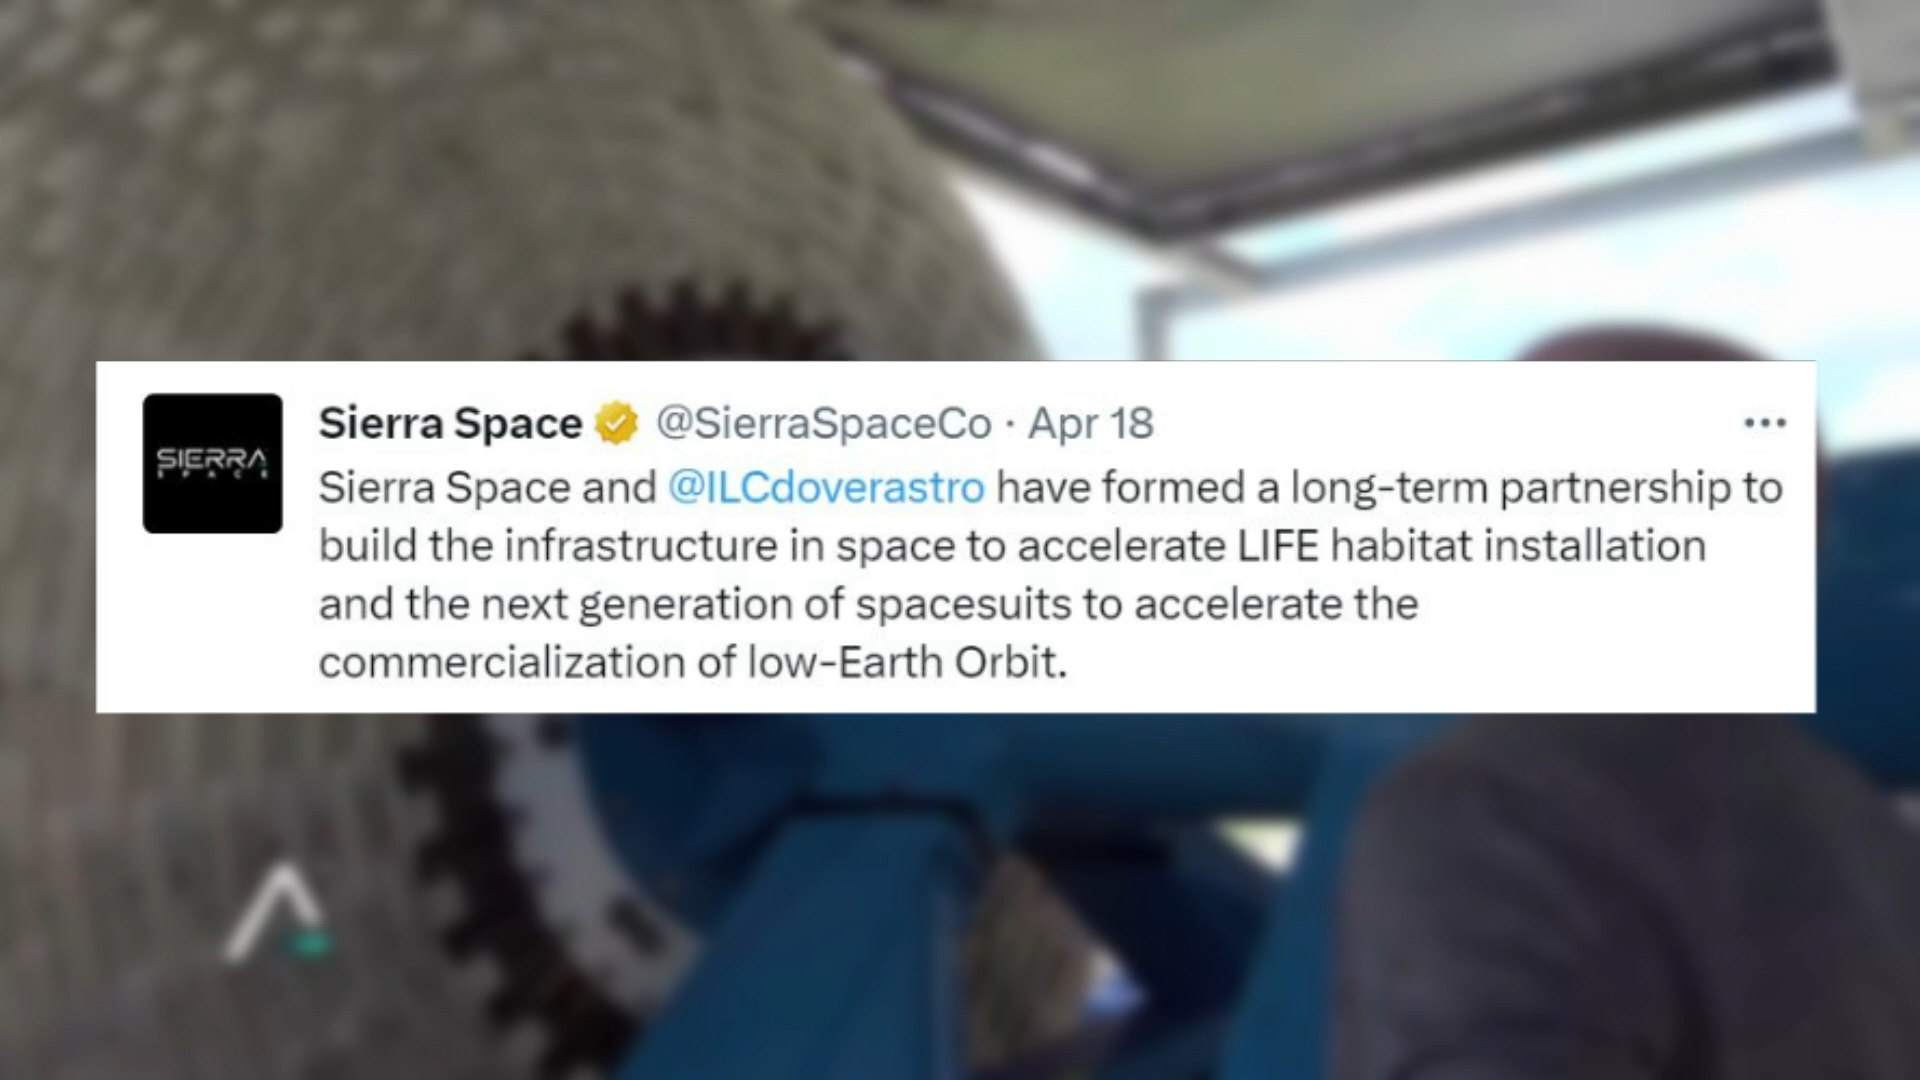 SIERRA
SPACE
Sierra Space @SierraSpaceCo · Apr 18
Sierra Space and @ILCdoverastro have formed a long-term partnership to
build the infrastructure in space to accelerate LIFE habitat installation
and the next generation of spacesuits to accelerate the
commercialization of low-Earth Orbit.